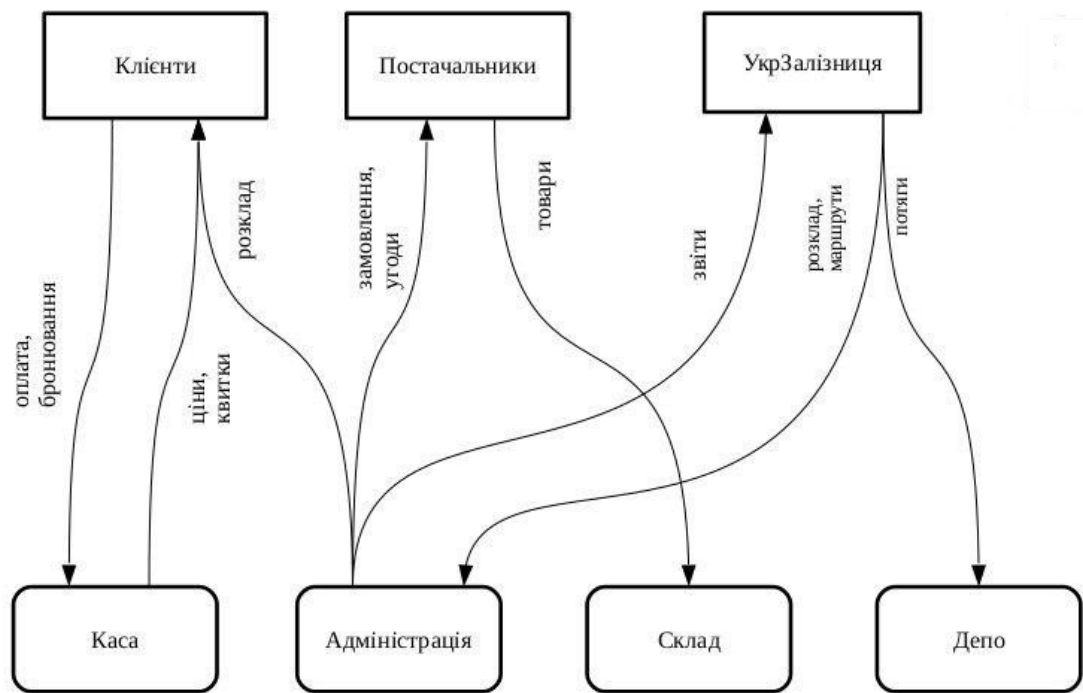 Клієнти
Постачальники
УкрЗалізниця
оплата,
бронювання
ціни,
квитки
розклад
замовлення,
угоди
товари
звіти
розклад,
маршрути
потяги
Каса
Адміністрація
Склад
Депо